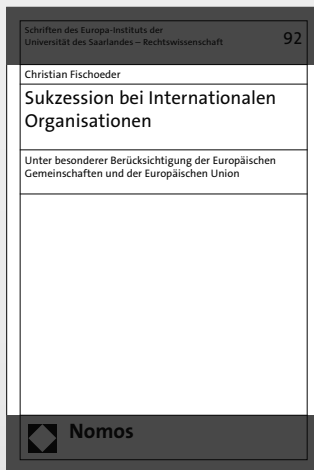 Schriften des Europa-Instituts der
Universität des Saarlandes – Rechtswissenschaft 92
Christian Fischoeder
Sukzession bei Internationalen
Organisationen
Unter besonderer Berücksichtigung der Europäischen
Gemeinschaften und der Europäischen Union
Nomos